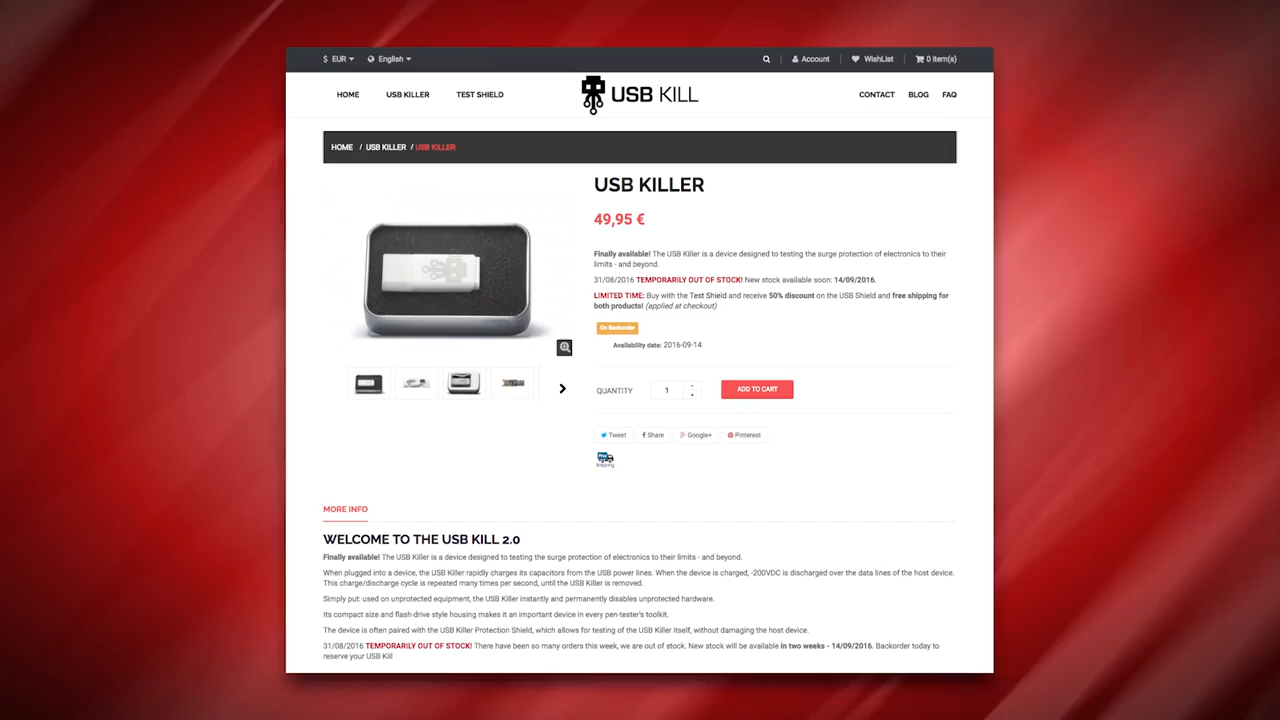 $ EUR English Account WishList 0 item(s)
HOME USB KILLER TEST SHIELD USB KILL CONTACT BLOG FAQ
HOME / USB KILLER / USB KILLER
USB KILLER
49,95 €
Finally available! The USB Killer is a device designed to testing the surge protection of electronics to their
limits - and beyond.
31/08/2016 TEMPORARILY OUT OF STOCK! New stock available soon: 14/09/2016.
LIMITED TIME: Buy with the Test Shield and receive 50% discount on the USB Shield and free shipping for
both products! (applied at checkout)
On Backorder
Availability date: 2016-09-14
QUANTITY 1 ADD TO CART
Tweet Share Google+ Pinterest
Shipping
MORE INFO
WELCOME TO THE USB KILL 2.0
Finally available! The USB Killer is a device designed to testing the surge protection of electronics to their limits - and beyond.
When plugged into a device, the USB Killer rapidly charges its capacitors from the USB power lines. When the device is charged, -200VDC is discharged over the data lines of the host device.
This charge/discharge cycle is repeated many times per second, until the USB Killer is removed.
Simply put: used on unprotected equipment, the USB Killer instantly and permanently disables unprotected hardware.
Its compact size and flash-drive style housing makes it an important device in every pen-tester's toolkit.
The device is often paired with the USB Killer Protection Shield, which allows for testing of the USB Killer itself, without damaging the host device.
31/08/2016 TEMPORARILY OUT OF STOCK! There have been so many orders this week, we are out of stock. New stock will be available in two weeks - 14/09/2016. Backorder today to
reserve your USB Kill